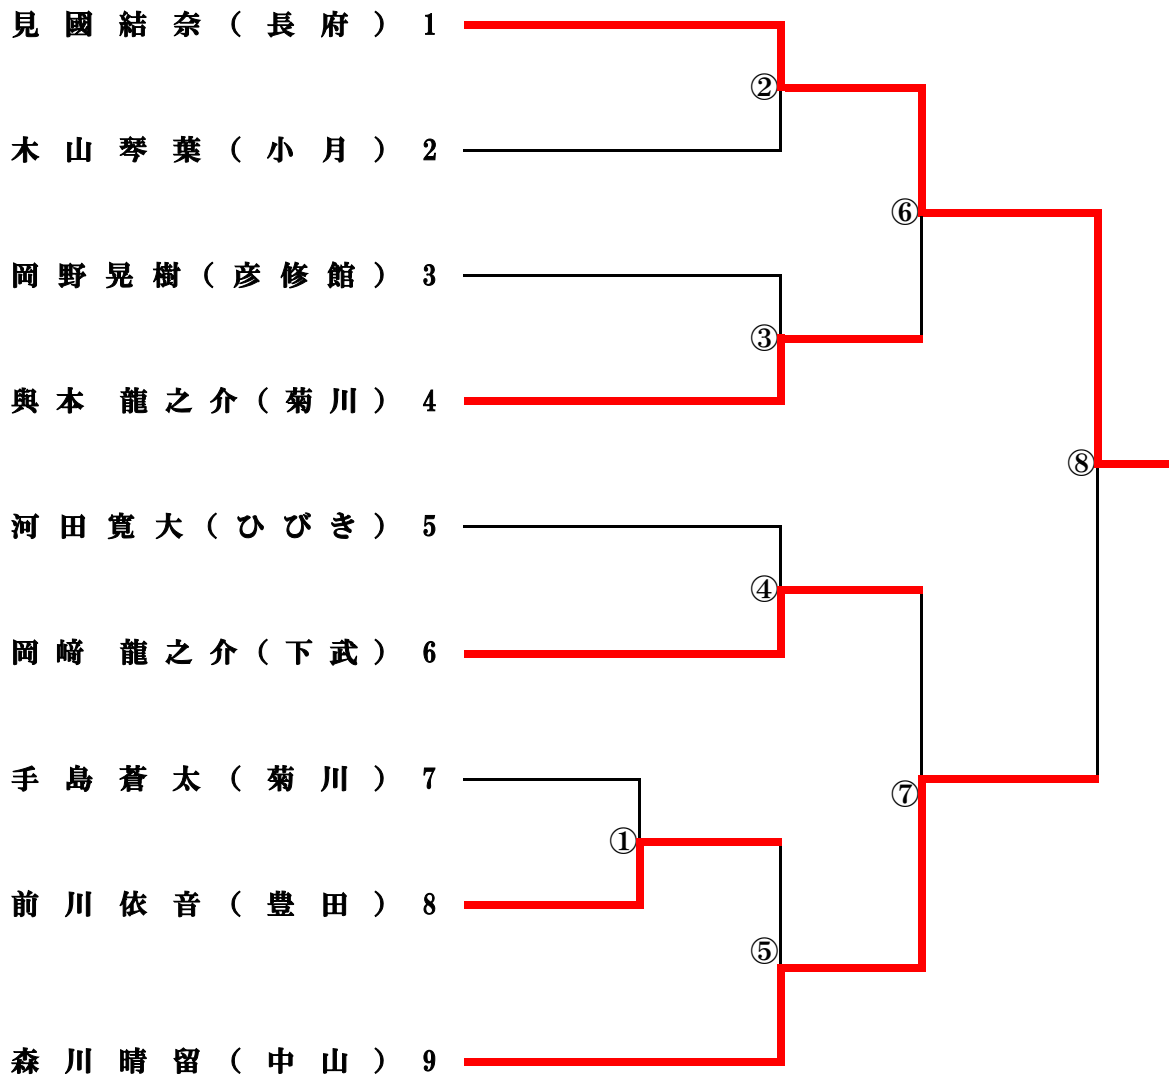 見國結奈(長府) 1
②
木山琴葉(小月) 2
⑥
岡野晃樹(彦修館) 3
③
與本 龍之介(菊川) 4
⑧
河田寛大(ひびき) 5
④
岡﨑 龍之介(下武) 6
手島蒼太(菊川) 7
⑦
①
前川依音(豊田) 8
⑤
森川晴留(中山) 9